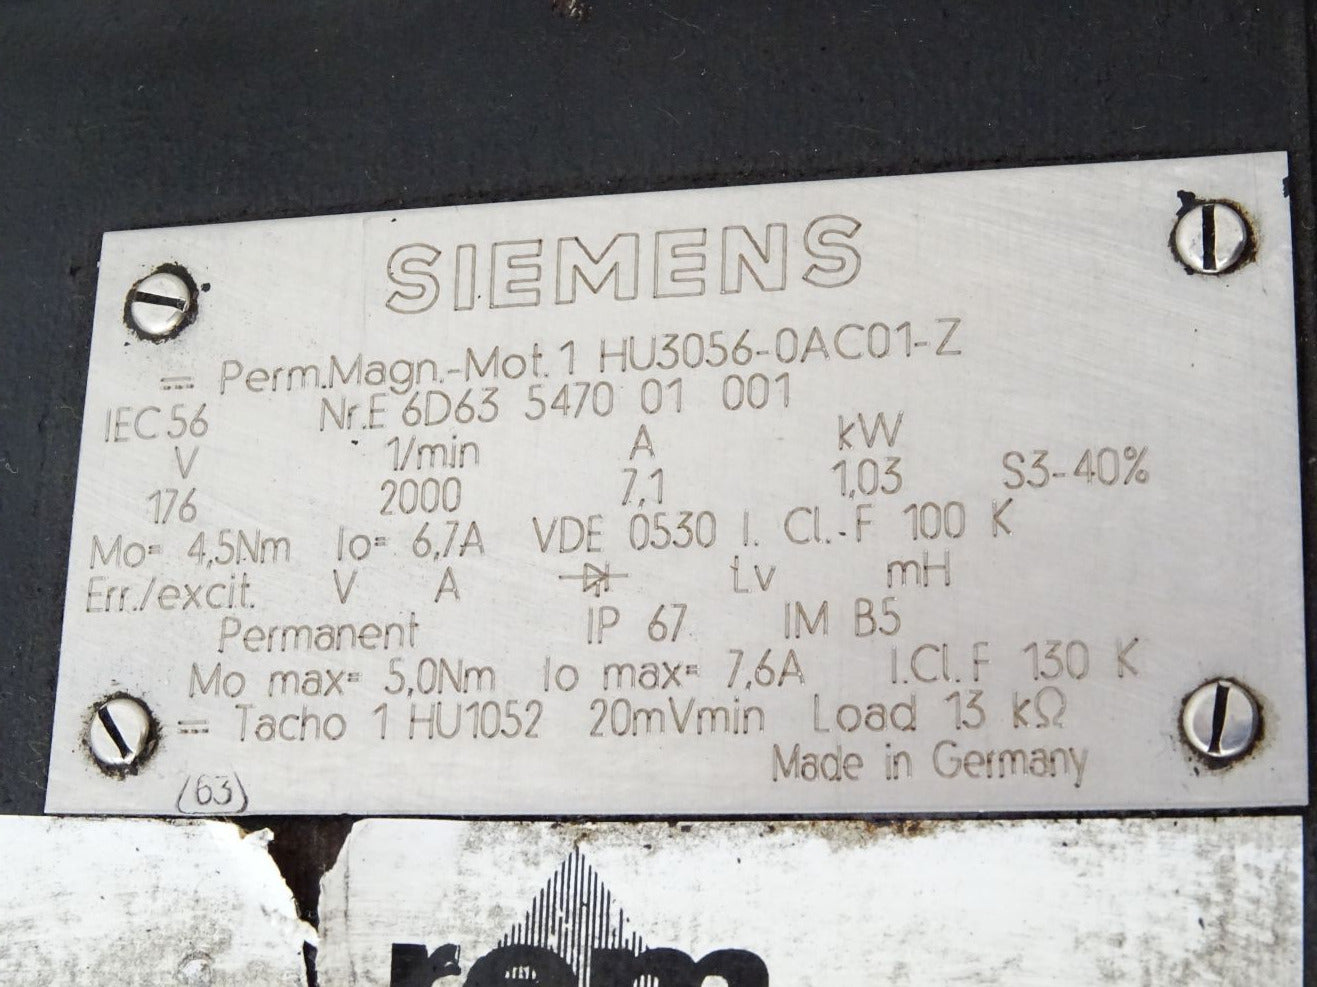 SIEMENS
⎓ Perm.Magn.-Mot. 1 HU3056-0AC01-Z
IEC 56 Nr.E 6D63 5470 01 001
V 1/min A kW
176 2000 7,1 1,03 S3-40%
Mo= 4,5Nm Io= 6,7A VDE 0530 I. Cl.-F 100 K
Err./excit. V A Lv mH
Permanent IP 67 IM B5
Mo max= 5,0Nm Io max= 7,6A I.Cl.F 130 K
⎓ Tacho 1 HU1052 20mVmin Load 13 kΩ
Made in Germany
(63)